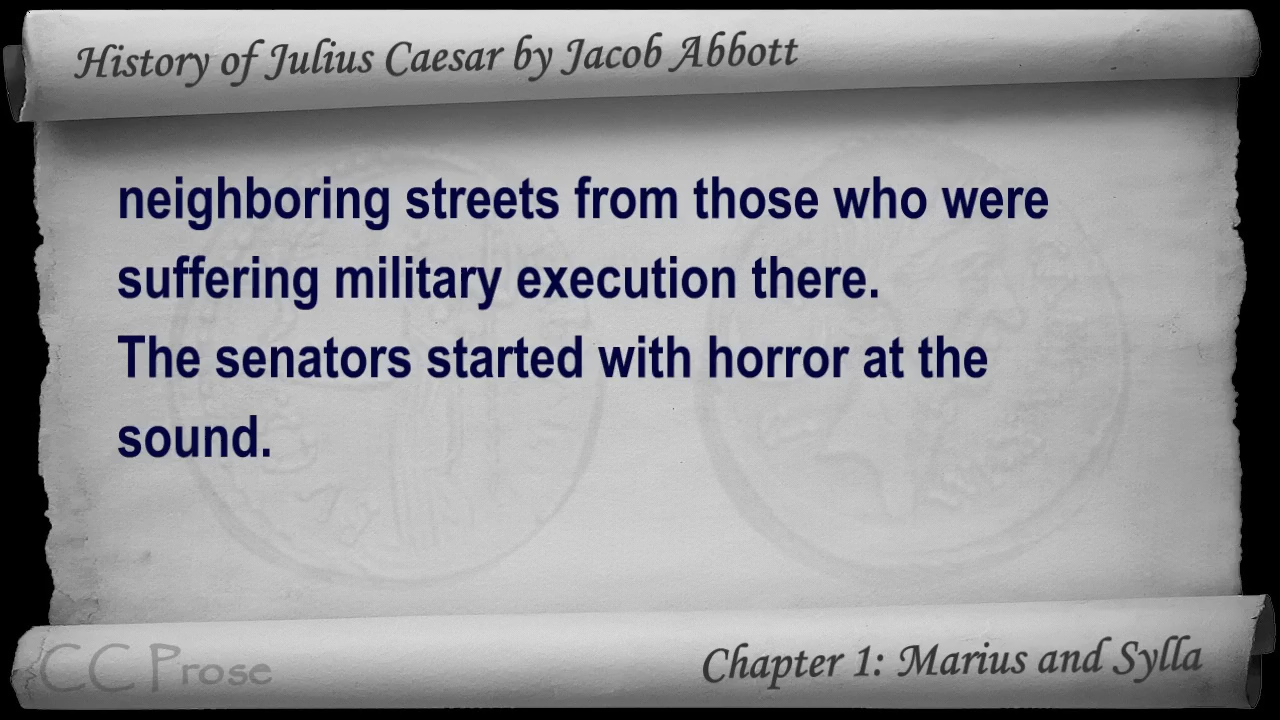 History of Julius Caesar by Jacob Abbott
neighboring streets from those who were
suffering military execution there.
The senators started with horror at the
sound.
CC Prose
Chapter 1: Marius and Sylla